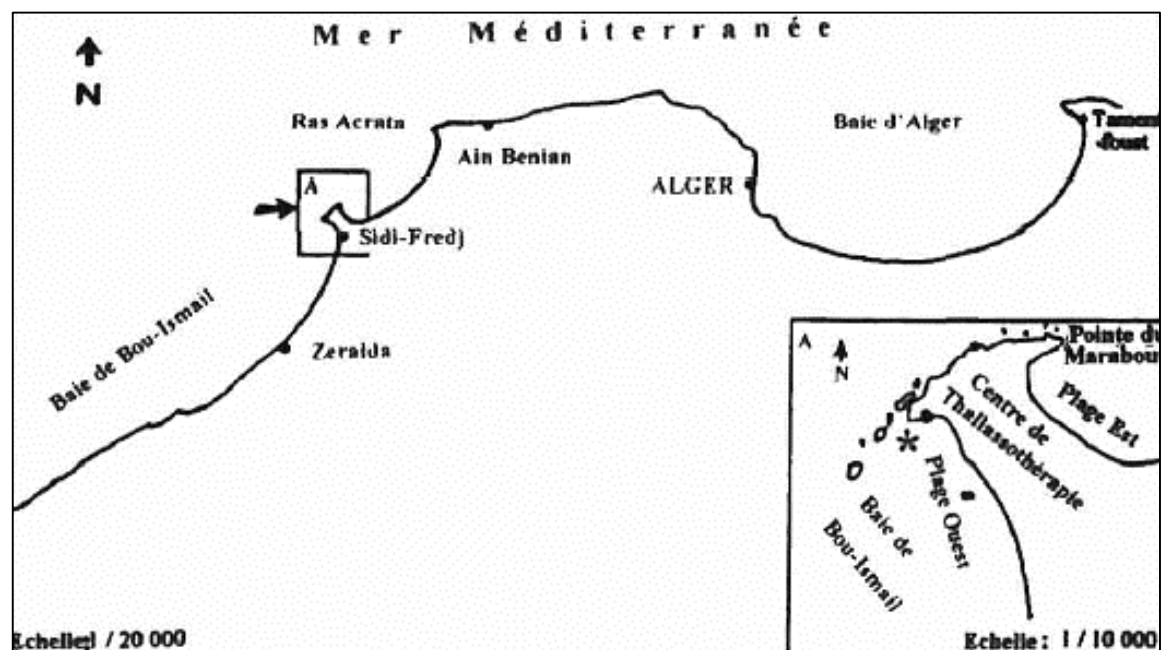 Mer Méditerranée
N
Ras Acrata
Baie d'Alger
Ain Benian
A
ALGER
Sidi-Fredj
Baie de Bou-Ismail
Zeralda
A
N
Pointe du
Marabout
Centre de
Thallassothérapie
Plage Est
Plage Ouest
Baie de
Bou-Ismail
Echelle: 1 / 20 000
Echelle : 1 / 10 000